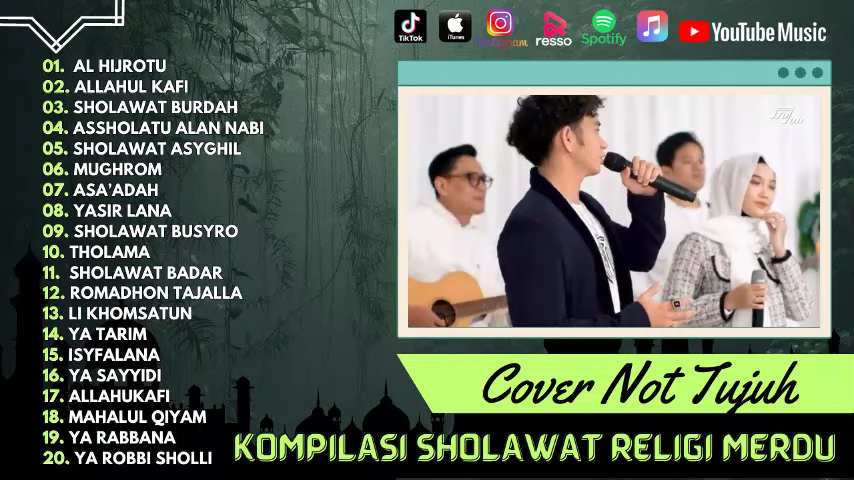 TikTok
iTunes
Instagram
resso
Spotify
YouTube Music
01. AL HIJROTU
02. ALLAHUL KAFI
03. SHOLAWAT BURDAH
04. ASSHOLATU ALAN NABI
05. SHOLAWAT ASYGHIL
06. MUGHROM
07. ASA'ADAH
08. YASIR LANA
09. SHOLAWAT BUSYRO
10. THOLAMA
11. SHOLAWAT BADAR
12. ROMADHON TAJALLA
13. LI KHOMSATUN
14. YA TARIM
15. ISYFALANA
16. YA SAYYIDI
17. ALLAHUKAFI
18. MAHALUL QIYAM
19. YA RABBANA
20. YA ROBBI SHOLLI
Cover Not Tujuh
KOMPILASI SHOLAWAT RELIGI MERDU